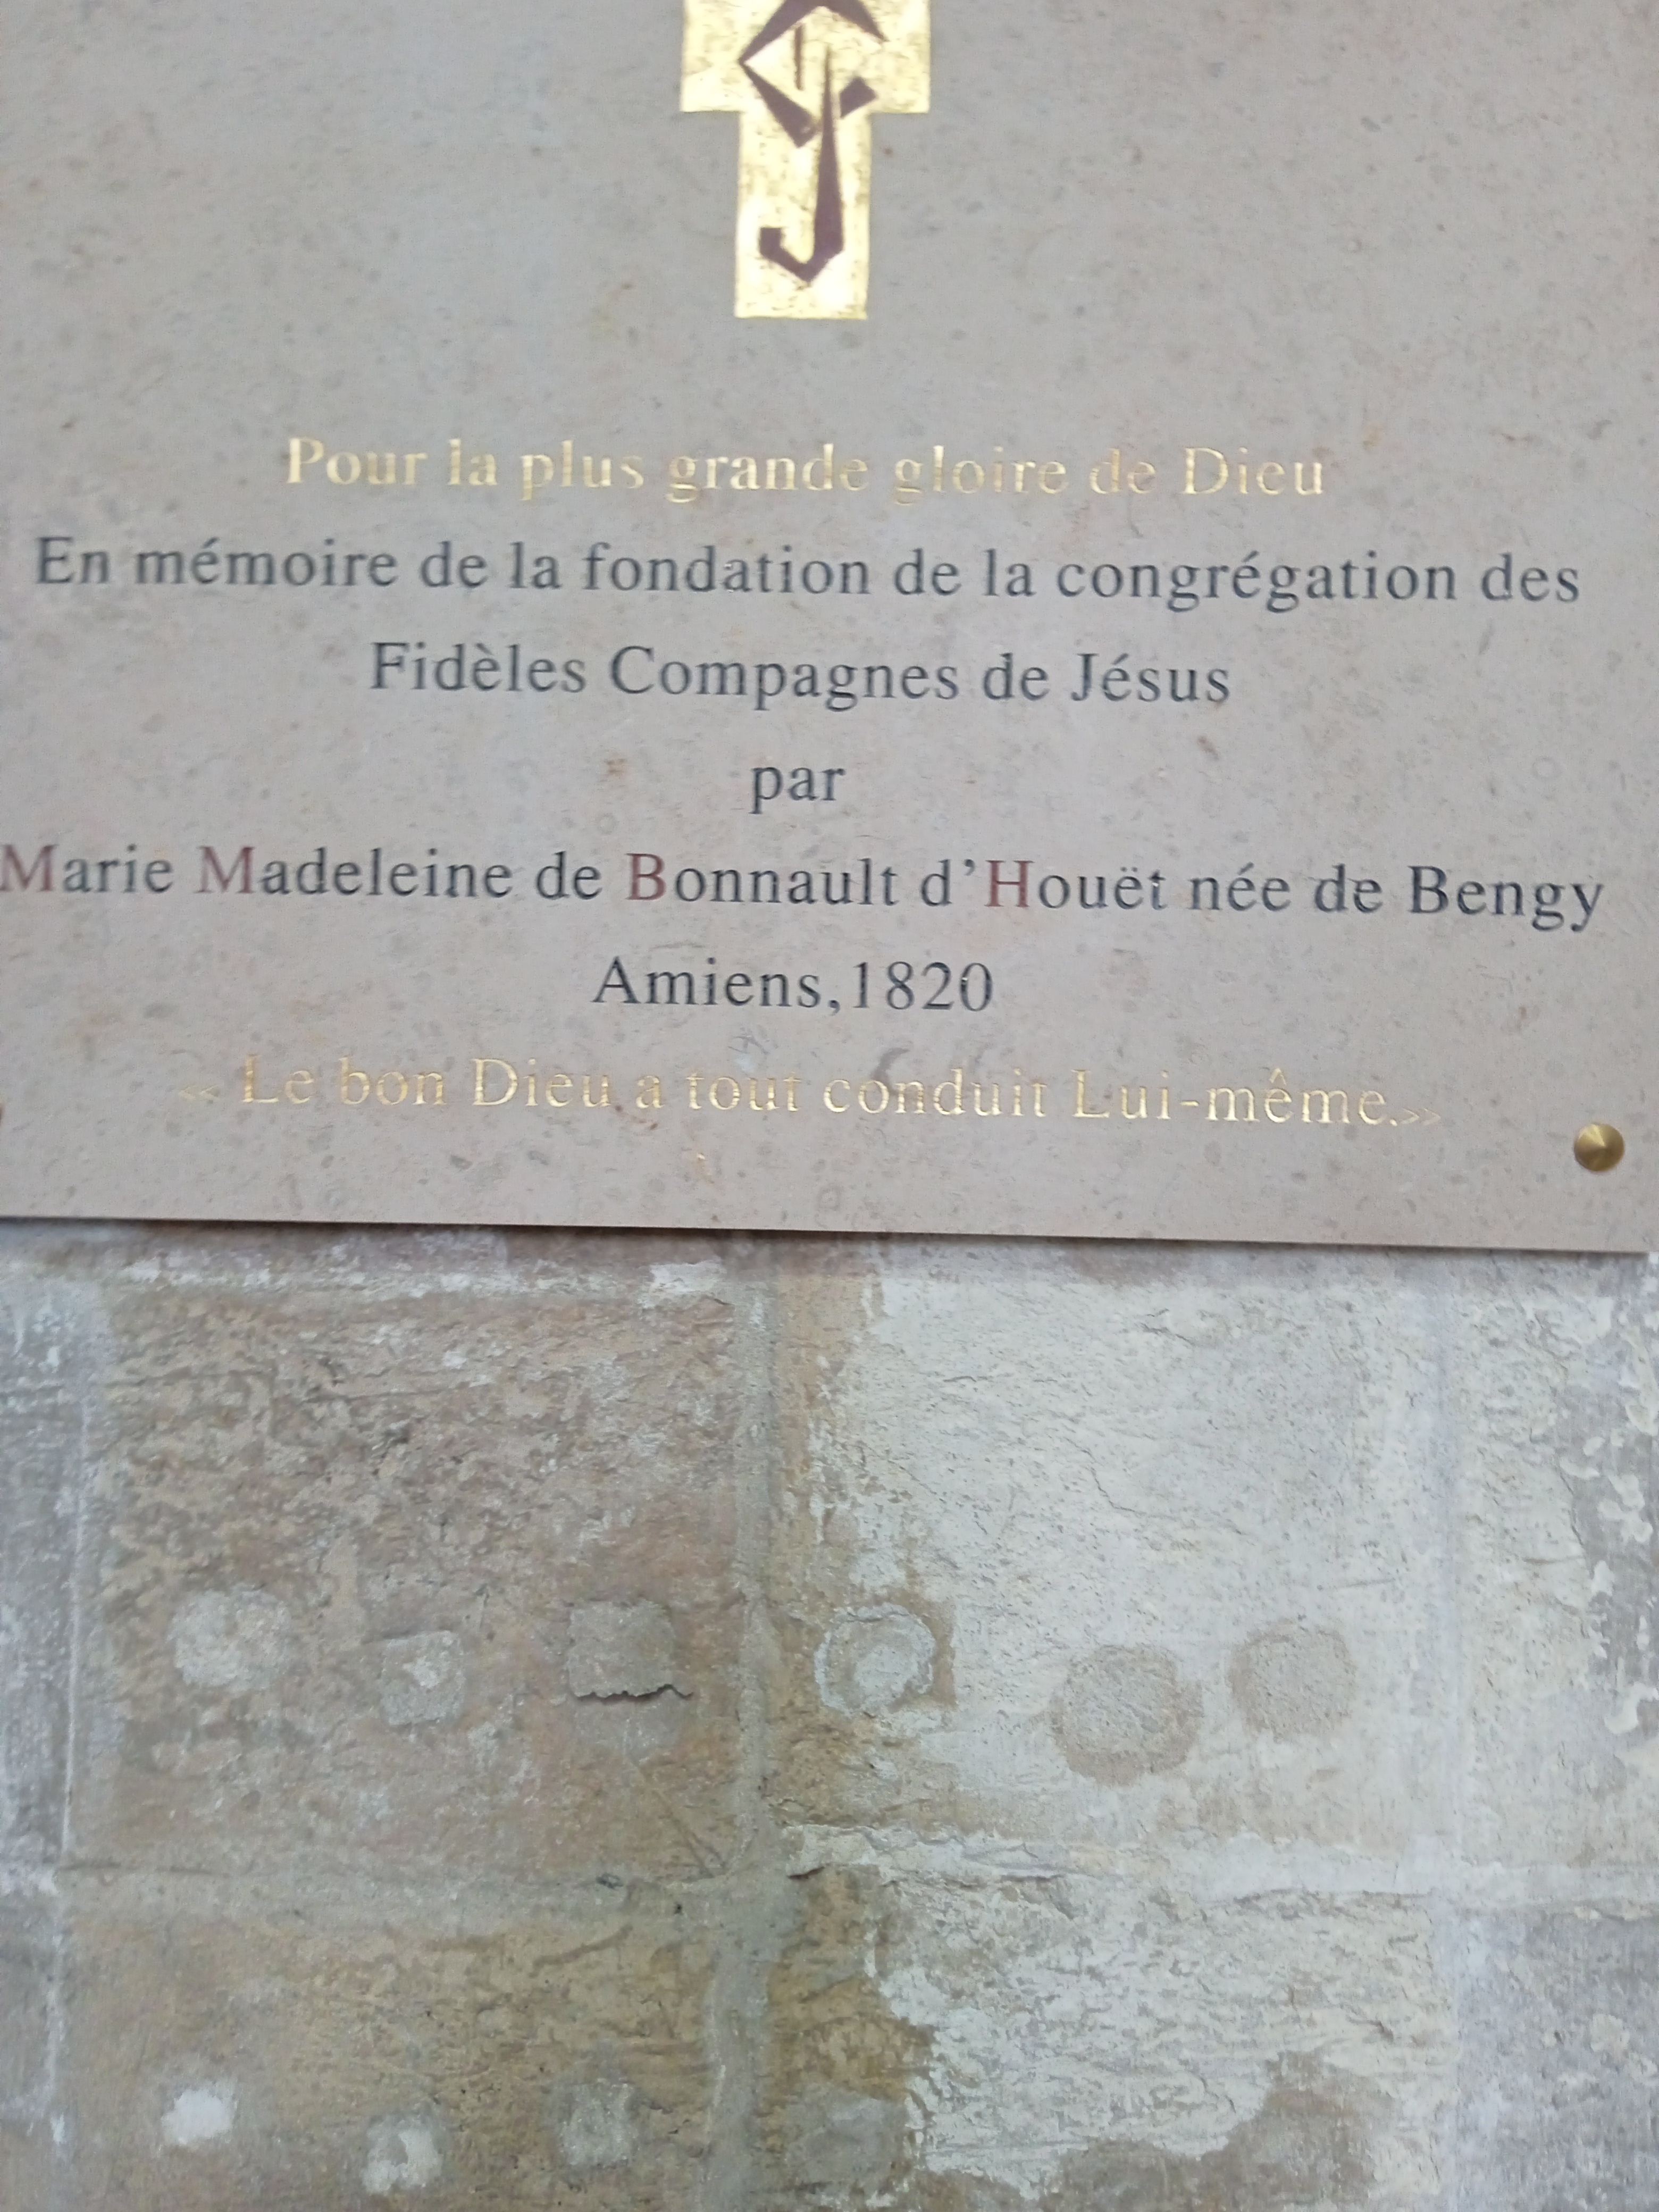 Pour la plus grande gloire de Dieu
En mémoire de la fondation de la congrégation des
Fidèles Compagnes de Jésus
par
Marie Madeleine de Bonnault d'Houët née de Bengy
Amiens,1820
« Le bon Dieu a tout conduit Lui-même.»